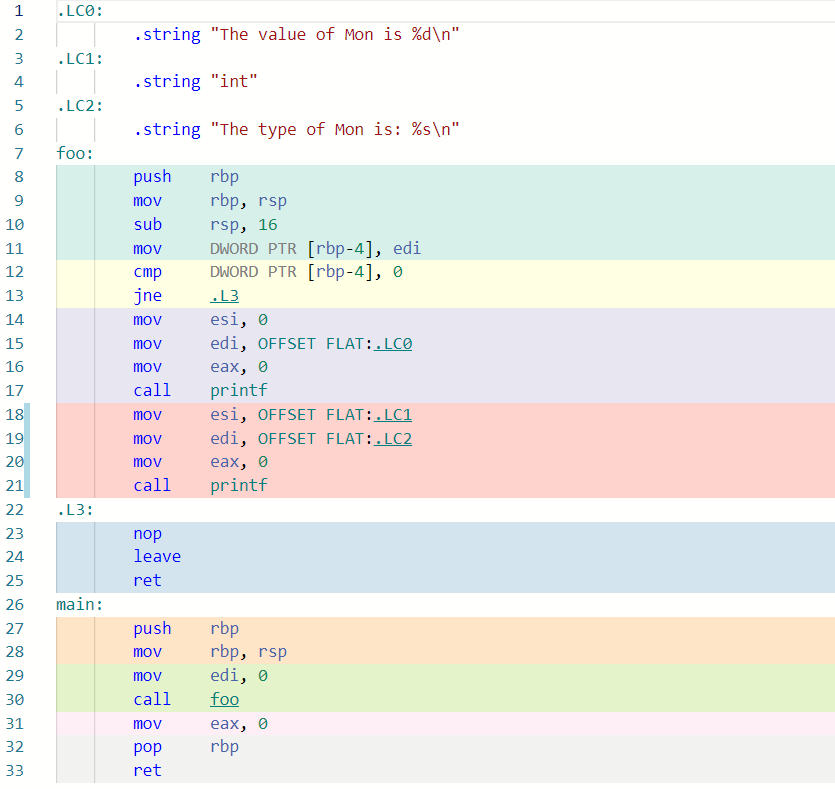 1 .LC0:
2 .string "The value of Mon is %d\n"
3 .LC1:
4 .string "int"
5 .LC2:
6 .string "The type of Mon is: %s\n"
7 foo:
8 push rbp
9 mov rbp, rsp
10 sub rsp, 16
11 mov DWORD PTR [rbp-4], edi
12 cmp DWORD PTR [rbp-4], 0
13 jne .L3
14 mov esi, 0
15 mov edi, OFFSET FLAT:.LC0
16 mov eax, 0
17 call printf
18 mov esi, OFFSET FLAT:.LC1
19 mov edi, OFFSET FLAT:.LC2
20 mov eax, 0
21 call printf
22 .L3:
23 nop
24 leave
25 ret
26 main:
27 push rbp
28 mov rbp, rsp
29 mov edi, 0
30 call foo
31 mov eax, 0
32 pop rbp
33 ret